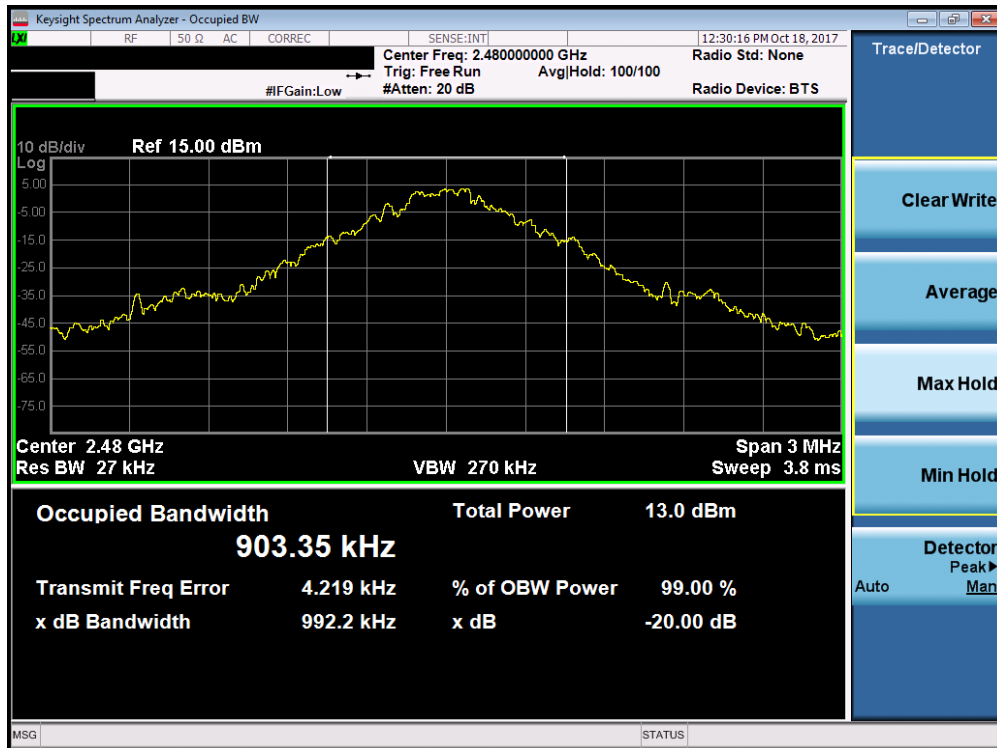 Keysight Spectrum Analyzer - Occupied BW
LXI
RF
50 Ω
AC
CORREC
SENSE:INT
12:30:16 PM Oct 18, 2017
Center Freq: 2.480000000 GHz
Radio Std: None
Trig: Free Run
Avg|Hold: 100/100
#IFGain:Low
#Atten: 20 dB
Radio Device: BTS
10 dB/div
Ref 15.00 dBm
Log
5.00
-5.00
-15.0
-25.0
-35.0
-45.0
-55.0
-65.0
-75.0
Center 2.48 GHz
Span 3 MHz
Res BW 27 kHz
VBW 270 kHz
Sweep 3.8 ms
Occupied Bandwidth
Total Power
13.0 dBm
903.35 kHz
Transmit Freq Error
4.219 kHz
% of OBW Power
99.00 %
x dB Bandwidth
992.2 kHz
x dB
-20.00 dB
Trace/Detector
Clear Write
Average
Max Hold
Min Hold
Detector
Peak▶
Auto
Man
MSG
STATUS